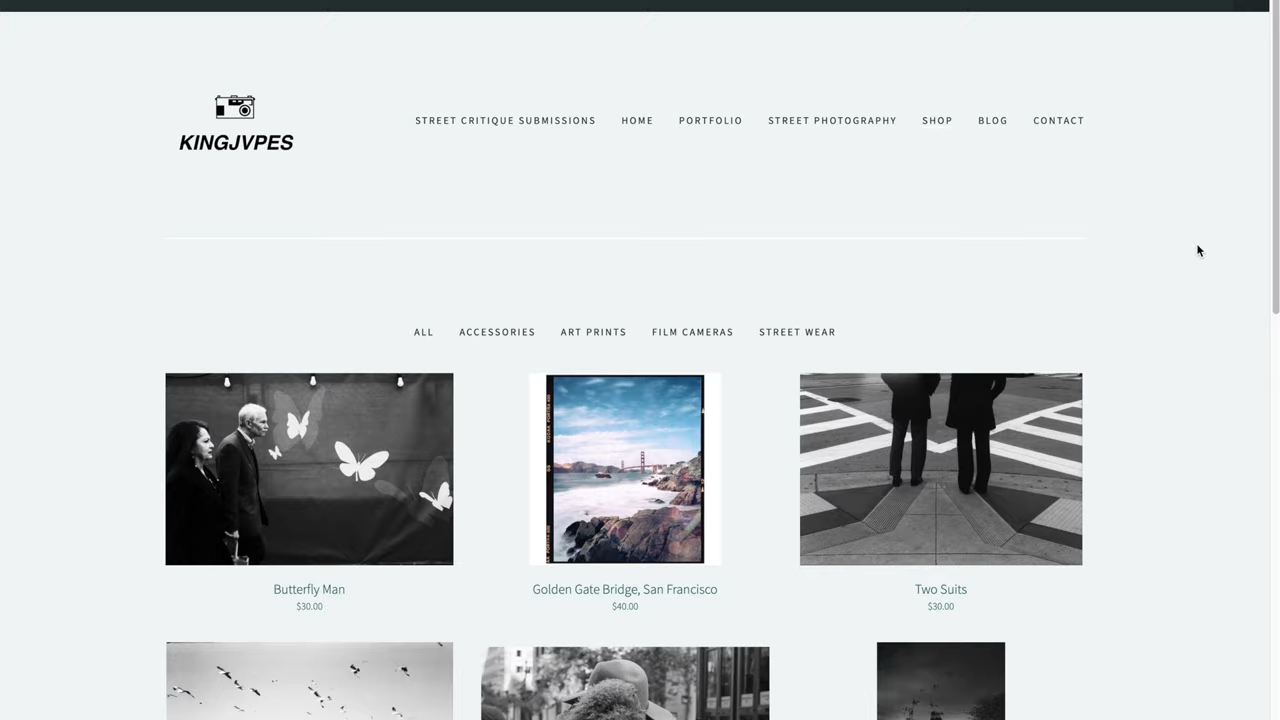 KINGJVPES
STREET CRITIQUE SUBMISSIONS HOME PORTFOLIO STREET PHOTOGRAPHY SHOP BLOG CONTACT
ALL ACCESSORIES ART PRINTS FILM CAMERAS STREET WEAR
Butterfly Man
$30.00
Golden Gate Bridge, San Francisco
$40.00
Two Suits
$30.00